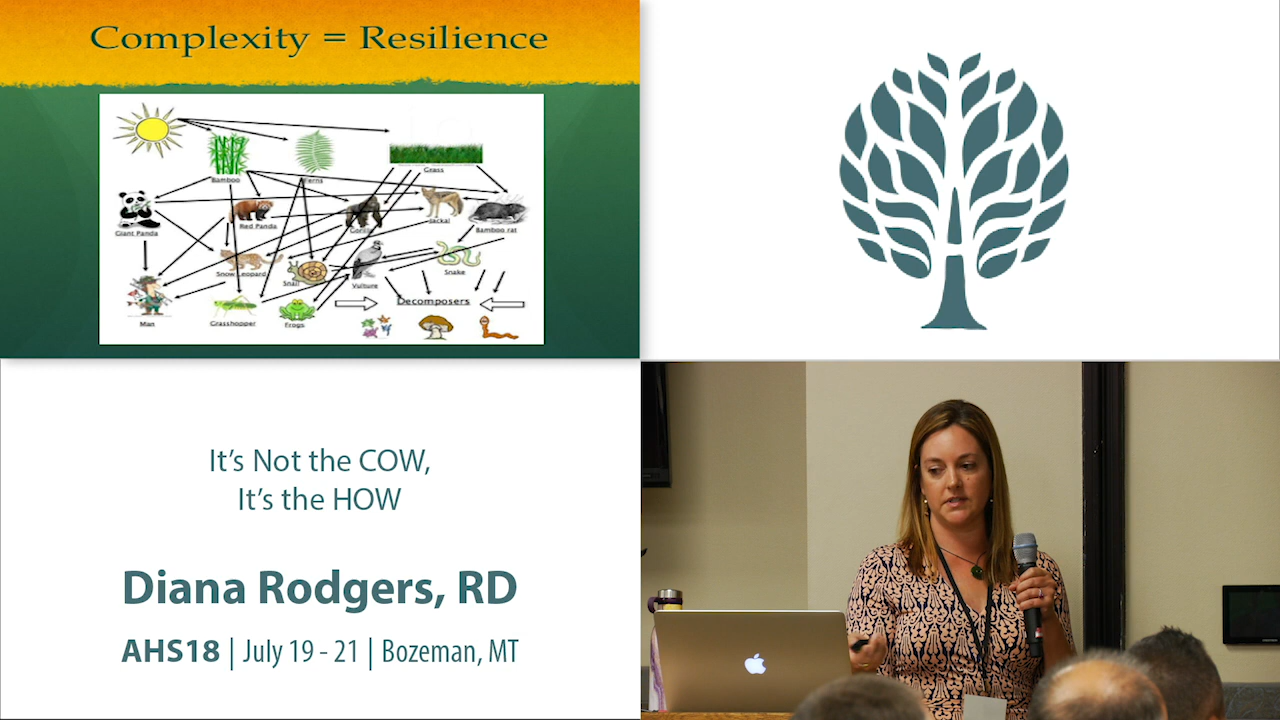 Complexity = Resilience
Bamboo
Ferns
Grass
Giant Panda
Red Panda
Gorilla
Jackal
Bamboo rat
Snow Leopard
Snail
Vulture
Snake
Man
Grasshopper
Frogs
Decomposers
It's Not the COW,
It's the HOW
Diana Rodgers, RD
AHS18 | July 19 - 21 | Bozeman, MT